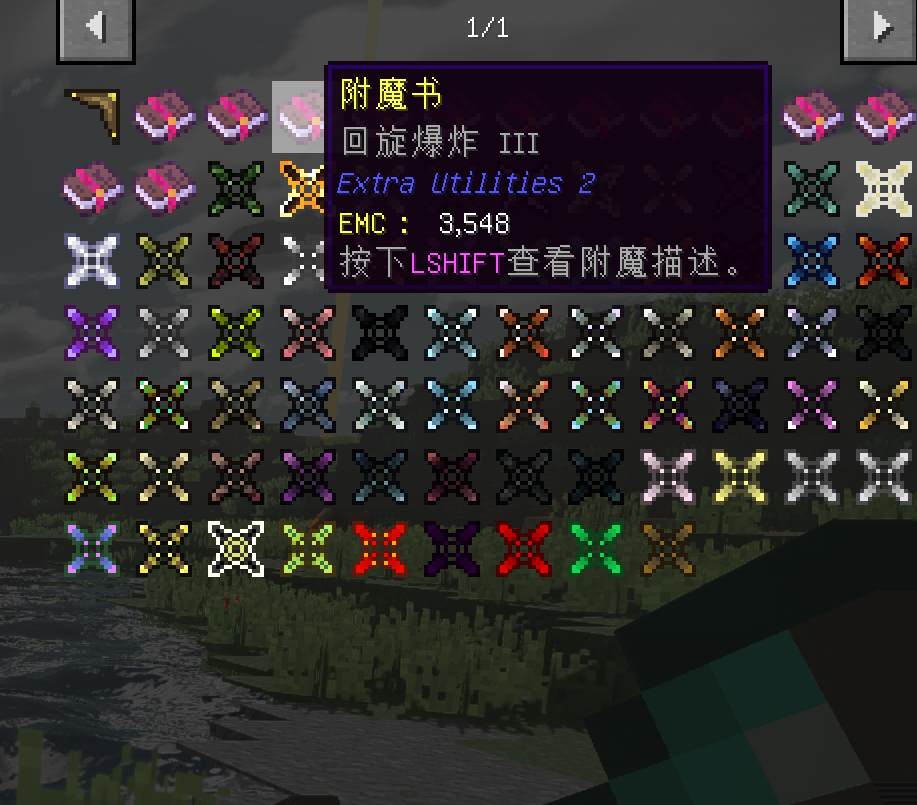 1/1
附魔书
回旋爆炸 III
Extra Utilities 2
EMC： 3,548
按下LSHIFT查看附魔描述。